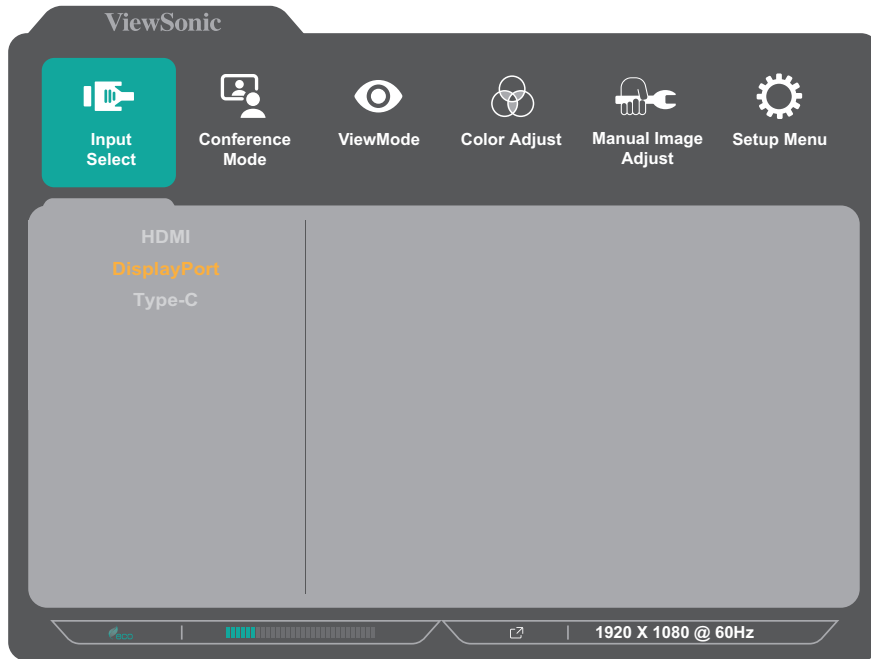 ViewSonic
Input
Select
Conference
Mode
ViewMode
Color Adjust
Manual Image
Adjust
Setup Menu
HDMI
DisplayPort
Type-C
eco
1920 X 1080 @ 60Hz